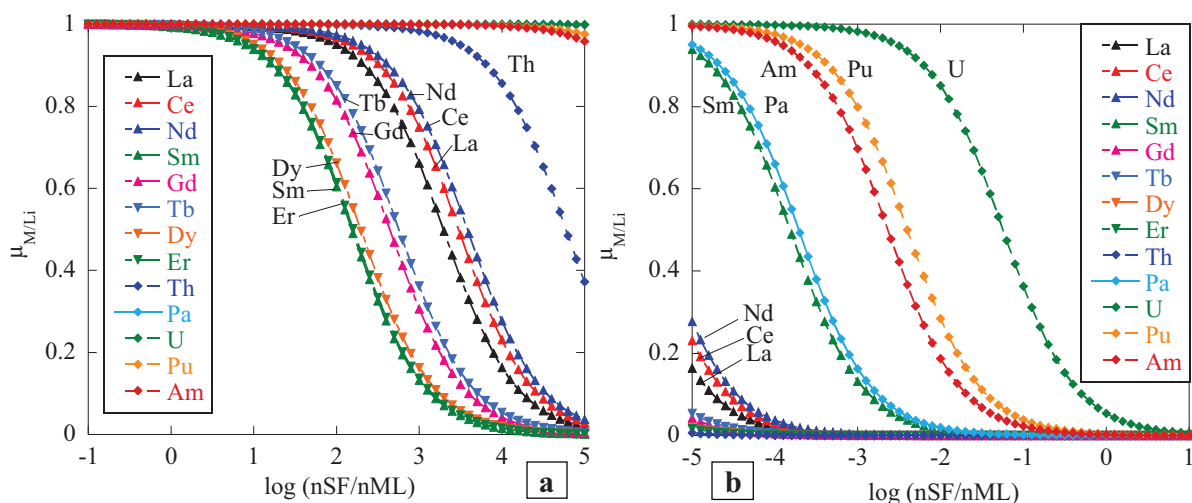 μM/Li
1
0.8
0.6
0.4
0.2
0
-1 0 1 2 3 4 5
log (nSF/nML)
a
La
Ce
Nd
Sm
Gd
Tb
Dy
Er
Th
Pa
U
Pu
Am
Th
Nd
Ce
La
Tb
Gd
Dy
Sm
Er
μM/Li
1
0.8
0.6
0.4
0.2
0
-5 -4 -3 -2 -1 0 1
b
log (nSF/nML)
Am Pu U
Sm Pa
Nd
Ce
La
La
Ce
Nd
Sm
Gd
Tb
Dy
Er
Th
Pa
U
Pu
Am